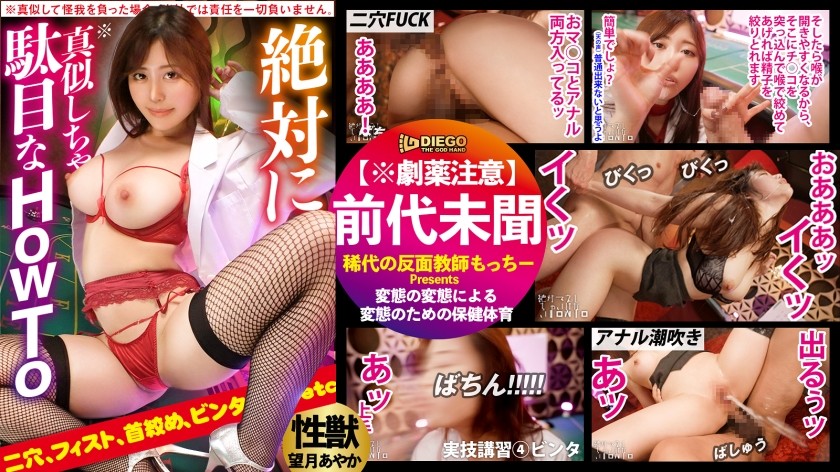 ※真似して怪我を負った場合
では責任を一切負いません。
絶対に
※
真似しちゃ
駄目なHOWTO
二穴、フィスト、首絞め、ビンタ
性獣
望月あやか
二穴FUCK
おマ◯コとアナル
両方入ってるッ
ああああ!
そしたら喉が
開きやすくなるから、
そこにチ◯コを
突っ込んで喉で締めて
あげれば精子を
絞りとれます
簡単でしょ?
(天の声)普通出来ないと思うよ
DIEGO
THE GOD HAND
【※劇薬注意】
前代未聞
稀代の反面教師もっちー
Presents
変態の変態による
変態のための保健体育
おああああッ
イくッ
びくっ
びくっ
イくッ
あッ
ばちん!!!!!
実技講習④ビンタ
アナル潮吹き
出るぅッ
あッ
ばしゅう